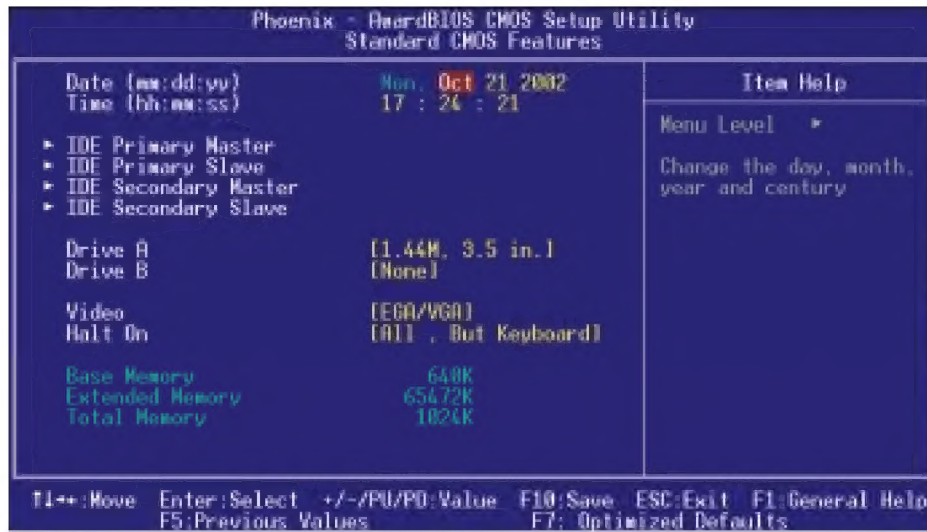 Phoenix - AwardBIOS CMOS Setup Utility
Standard CMOS Features
Date (mm:dd:yy) Mon, Oct 21 2002
Time (hh:mm:ss) 17 : 24 : 21
► IDE Primary Master
► IDE Primary Slave
► IDE Secondary Master
► IDE Secondary Slave
Drive A [1.44M, 3.5 in.]
Drive B [None]
Video [EGA/VGA]
Halt On [All , But Keyboard]
Base Memory 640K
Extended Memory 65472K
Total Memory 1024K
Item Help
Menu Level ►
Change the day, month,
year and century
↑↓→←:Move Enter:Select +/-/PU/PD:Value F10:Save ESC:Exit F1:General Help
F5:Previous Values F7: Optimized Defaults